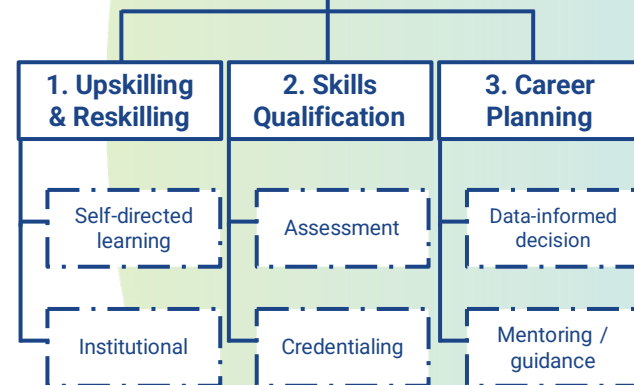 1. Upskilling
& Reskilling
2. Skills
Qualification
3. Career
Planning
Self-directed
learning
Assessment
Data-informed
decision
Institutional
Credentialing
Mentoring /
guidance